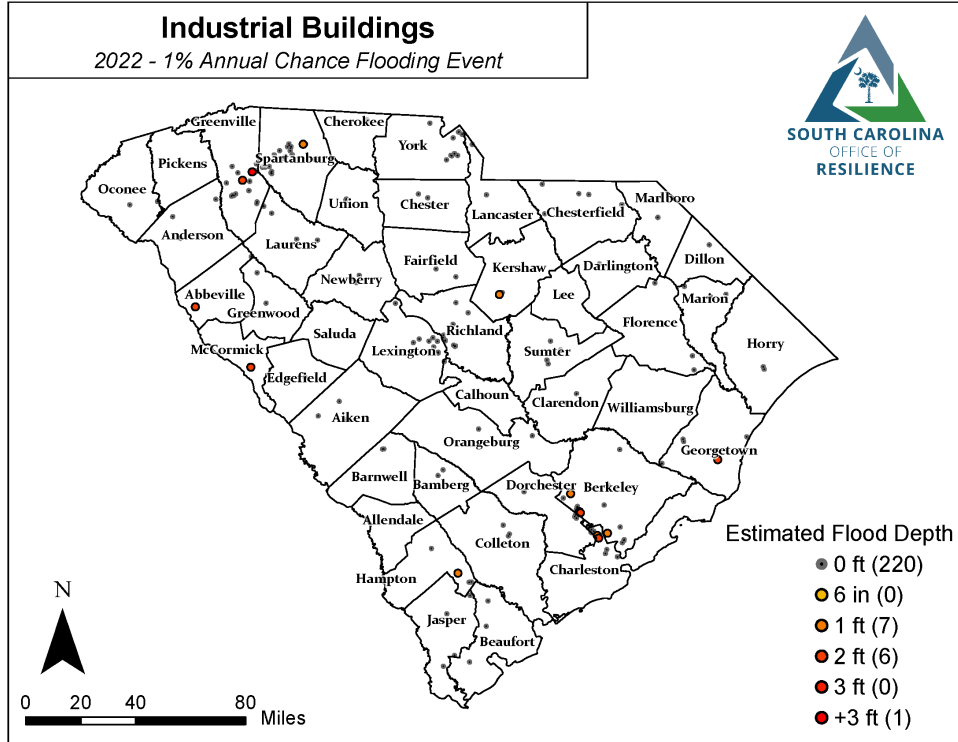 Industrial Buildings
2022 - 1% Annual Chance Flooding Event
SOUTH CAROLINA
OFFICE OF
RESILIENCE
Greenville
Cherokee
York
Spartanburg
Pickens
Oconee
Union
Chester
Lancaster
Chesterfield
Marlboro
Anderson
Laurens
Fairfield
Kershaw
Darlington
Dillon
Newberry
Abbeville
Greenwood
Lee
Marion
Saluda
Richland
Florence
McCormick
Lexington
Sumter
Horry
Edgefield
Calhoun
Aiken
Clarendon
Williamsburg
Orangeburg
Georgetown
Barnwell
Bamberg
Dorchester
Berkeley
Allendale
Colleton
Charleston
Hampton
Jasper
Beaufort
Estimated Flood Depth
0 ft (220)
6 in (0)
1 ft (7)
2 ft (6)
3 ft (0)
+3 ft (1)
N
0 20 40 80
Miles